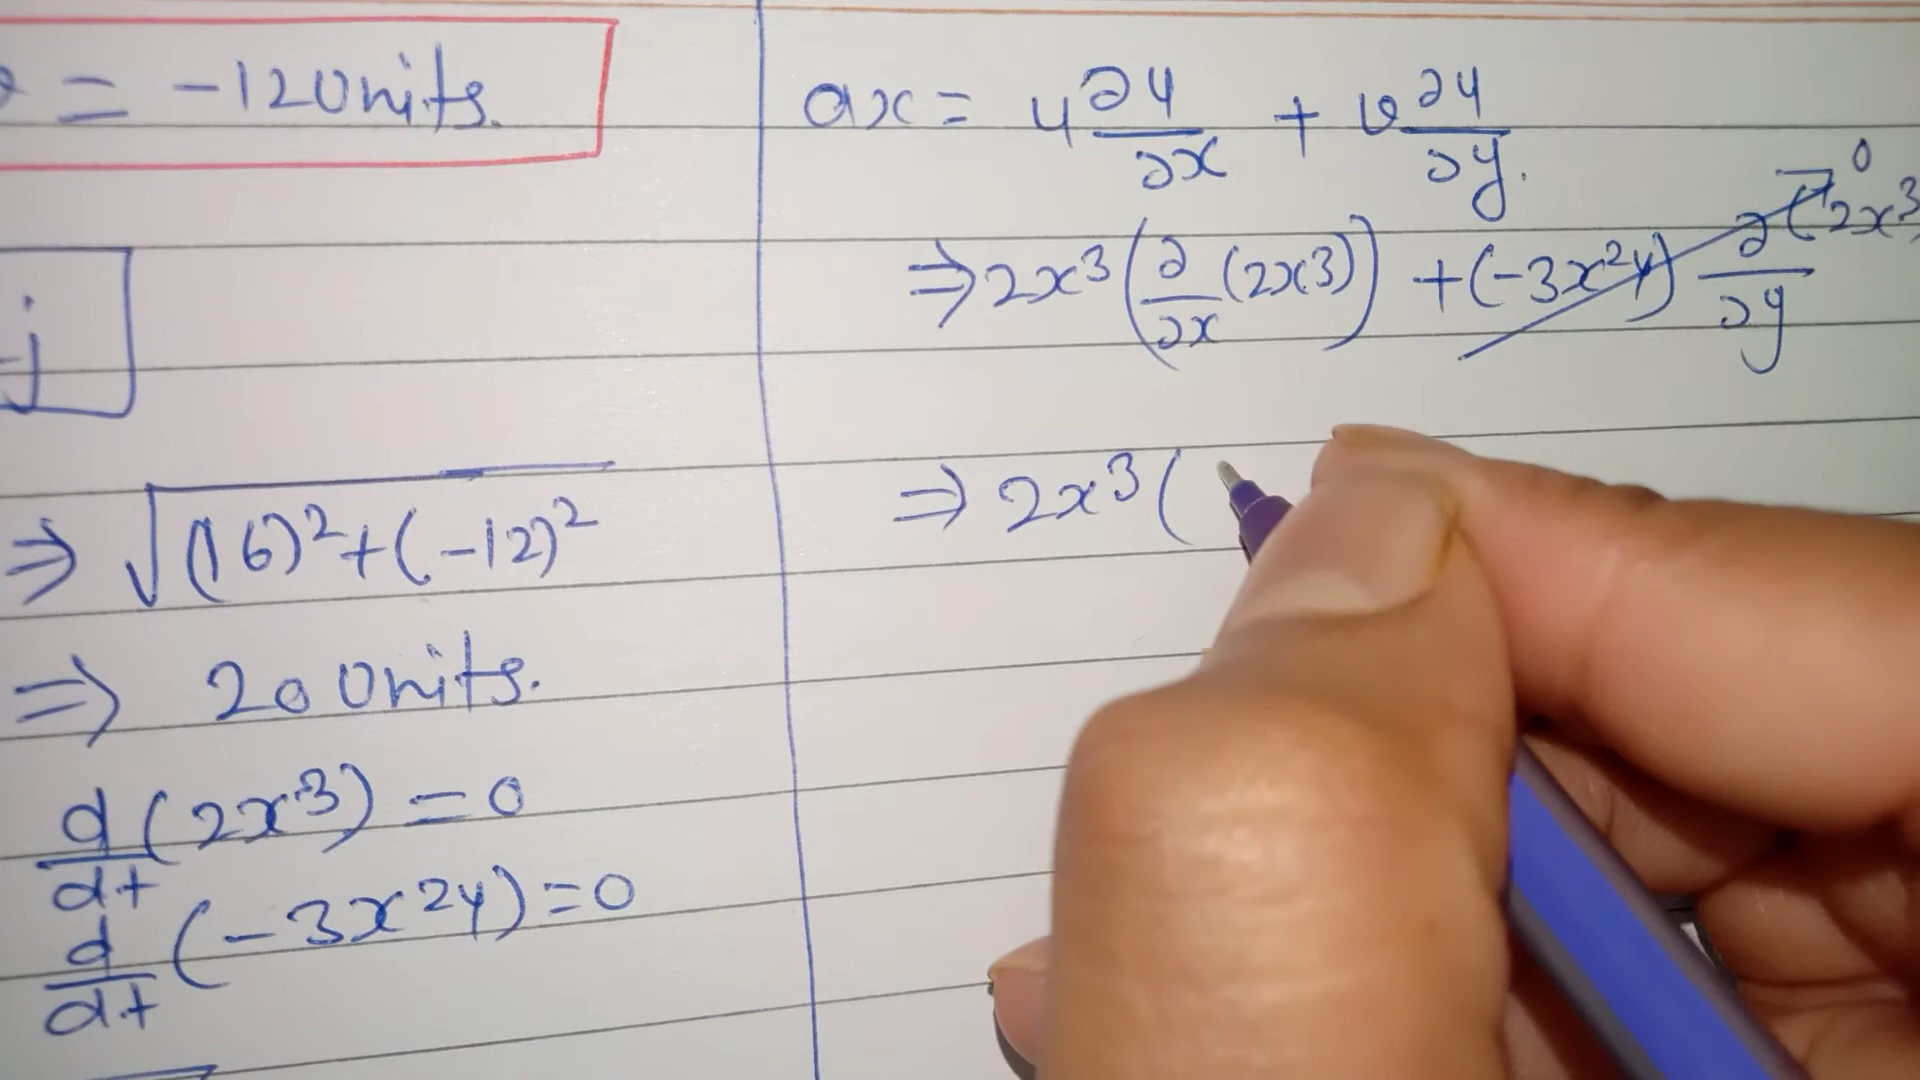 = -12 Units.
j
⇒ √(16)²+(-12)²
⇒ 20 Units.
d/dt (2x³) = 0
d/dt (-3x²y) = 0
ax = u ∂u/∂x + v ∂u/∂y.
⇒ 2x³(∂/∂x (2x³)) + (-3x²y) ∂(2x³/∂y 0
⇒ 2x³(